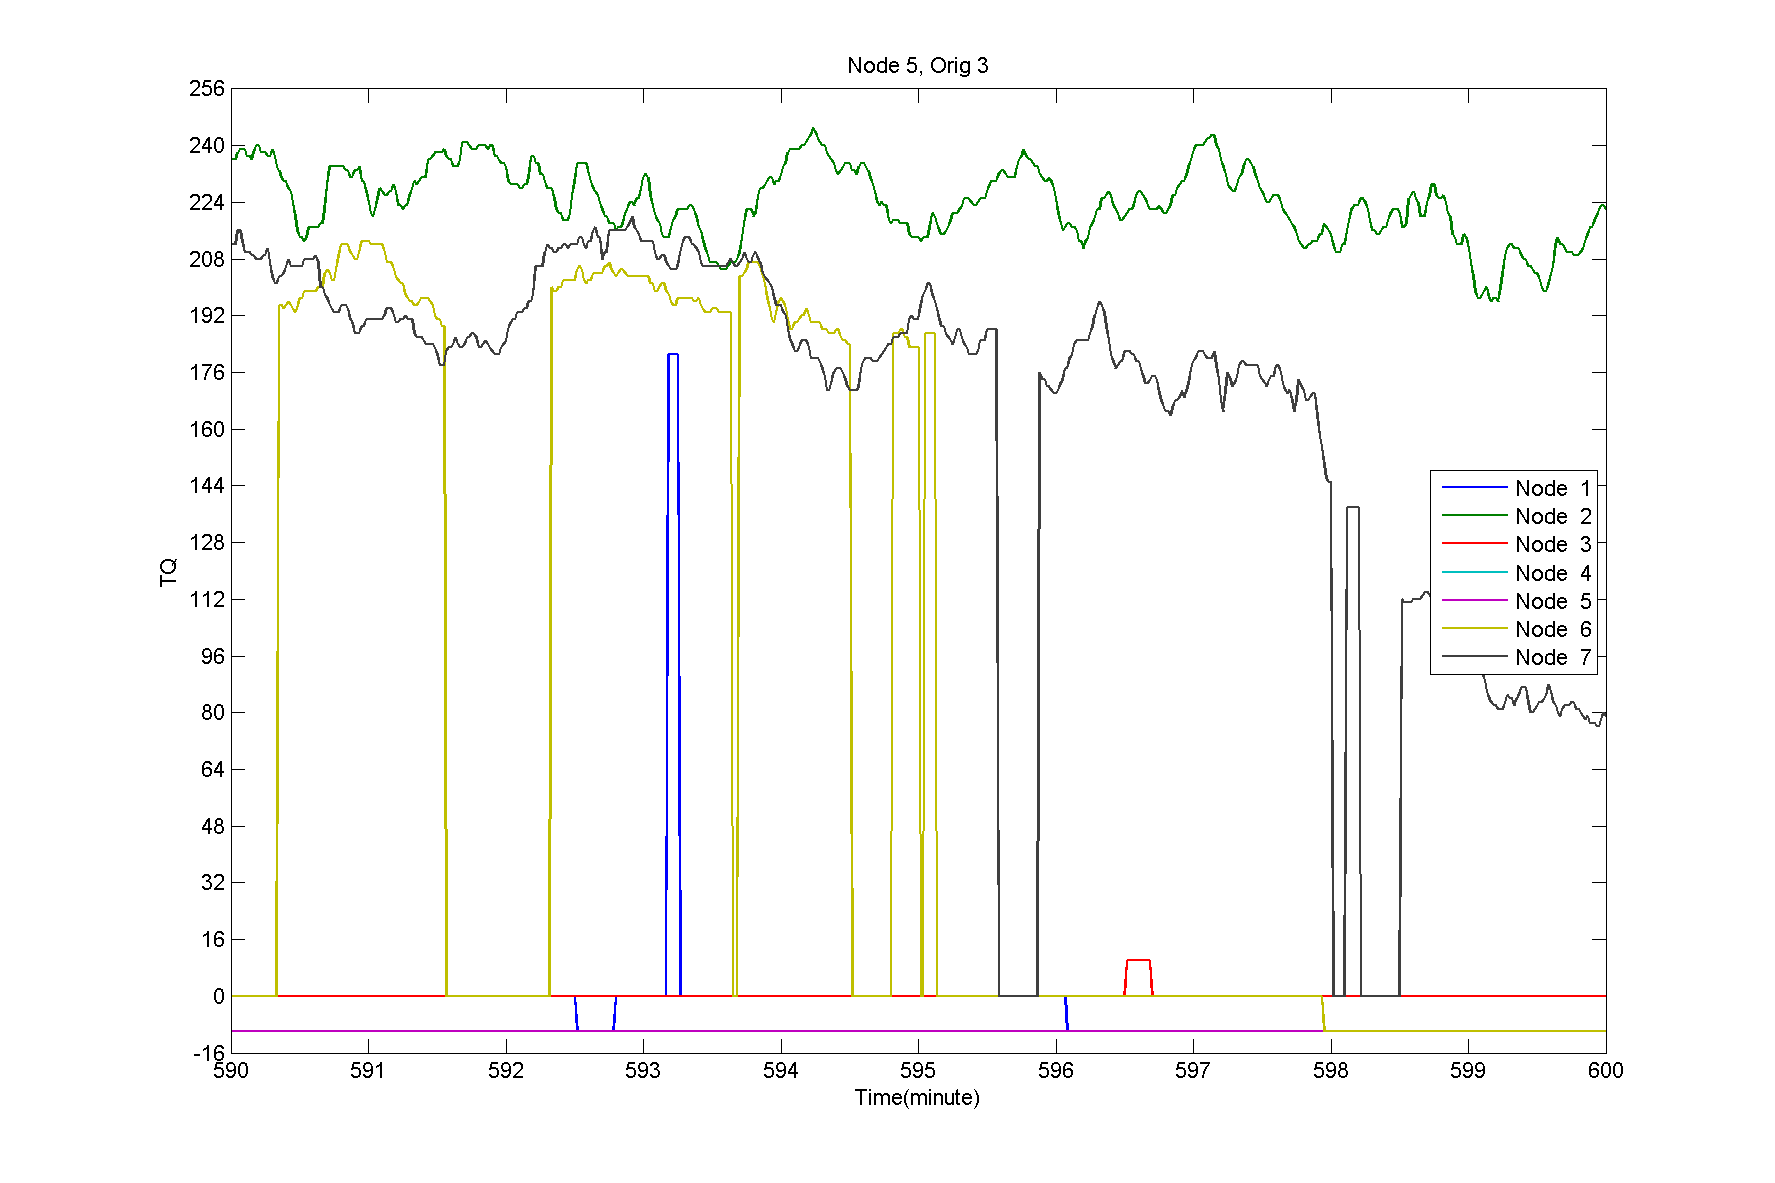 Node 5, Orig 3
256
240
224
208
192
176
160
144
128
112
96
80
64
48
32
16
0
-16
TQ
590 591 592 593 594 595 596 597 598 599 600
Time(minute)
Node 1
Node 2
Node 3
Node 4
Node 5
Node 6
Node 7